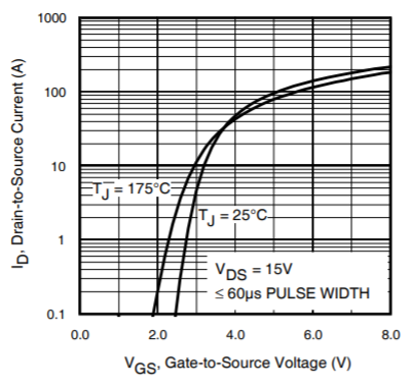 1000
100
10
1
0.1
I_D, Drain-to-Source Current (A)
T_J = 175°C
T_J = 25°C
V_DS = 15V
≤ 60µs PULSE WIDTH
0.0 2.0 4.0 6.0 8.0
V_GS, Gate-to-Source Voltage (V)